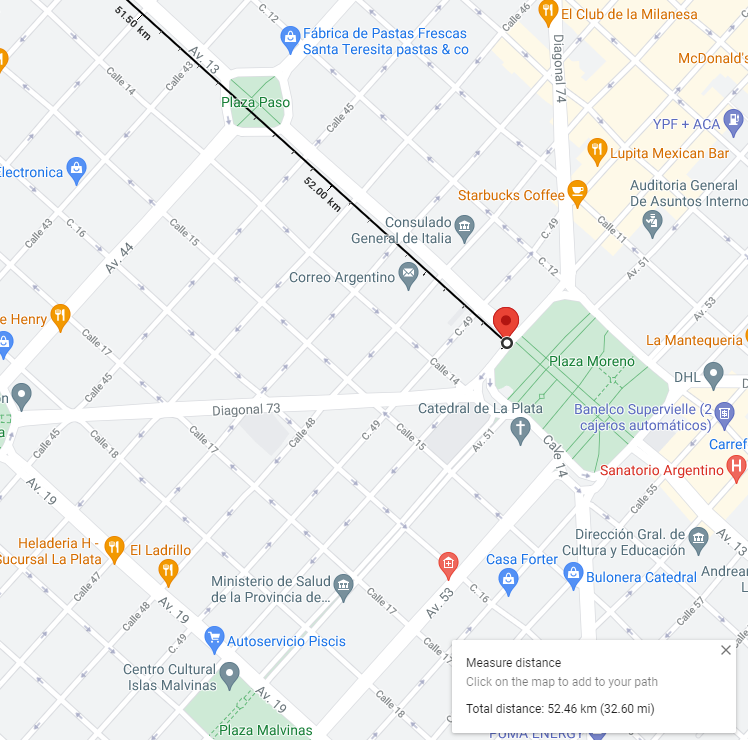 51.50 km
Fábrica de Pastas Frescas
Santa Teresita pastas & co
Calle 46
El Club de la Milanesa
Av. 13
Calle 14
Calle 43
Plaza Paso
Calle 45
Diagonal 74
McDonald's
YPF + ACA
Lupita Mexican Bar
Electronica
52.00 km
Starbucks Coffee
Auditoria General
De Asuntos Interno
Calle 43
C. 16
Calle 15
Av. 44
Consulado
General de Italia
C. 49
Calle 11
C. 12
Av. 51
Correo Argentino
Av. 53
e Henry
Calle 17
C. 49
La Mantequeria
Plaza Moreno
Calle 14
DHL
Calle 45
Diagonal 73
Catedral de La Plata
Banelco Supervielle (2
cajeros automáticos)
Calle 45
Calle 18
Calle 17
Calle 48
C. 49
Calle 15
Av. 51
Calle 14
Carref
Sanatorio Argentino
Av. 19
Calle 55
Heladeria H -
Sucursal La Plata
El Ladrillo
Dirección Gral. de
Cultura y Educación
Av. 13
Calle 47
Ministerio de Salud
de la Provincia de...
Casa Forter
Bulonera Catedral
Andrean
Calle 48
Av. 19
Calle 17
Av. 53
C. 16
Calle 55
C. 49
Autoservicio Piscis
Centro Cultural
Islas Malvinas
Av. 19
Plaza Malvinas
Measure distance
Click on the map to add to your path
Total distance: 52.46 km (32.60 mi)
PUMA ENERGY